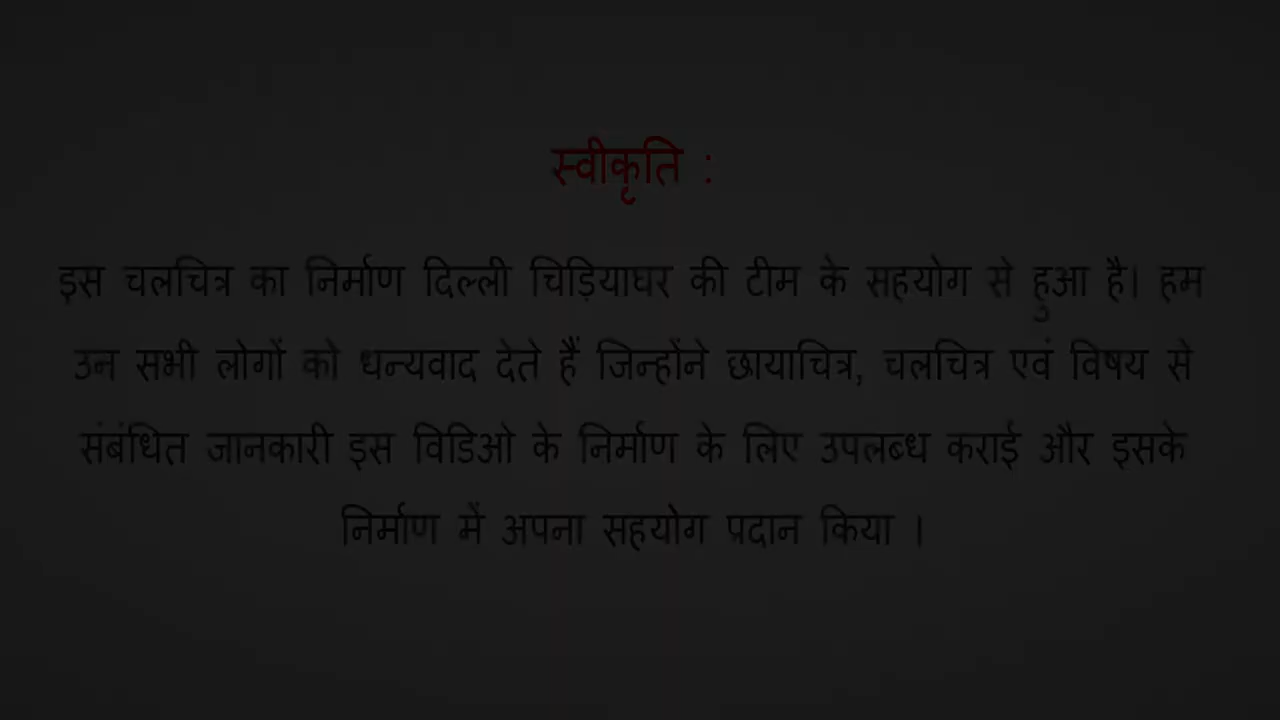 स्वीकृति :
इस चलचित्र का निर्माण दिल्ली चिड़ियाघर की टीम के सहयोग से हुआ है। हम
उन सभी लोगों को धन्यवाद देते हैं जिन्होंने छायाचित्र, चलचित्र एवं विषय से
संबंधित जानकारी इस विडिओ के निर्माण के लिए उपलब्ध कराई और इसके
निर्माण में अपना सहयोग प्रदान किया ।